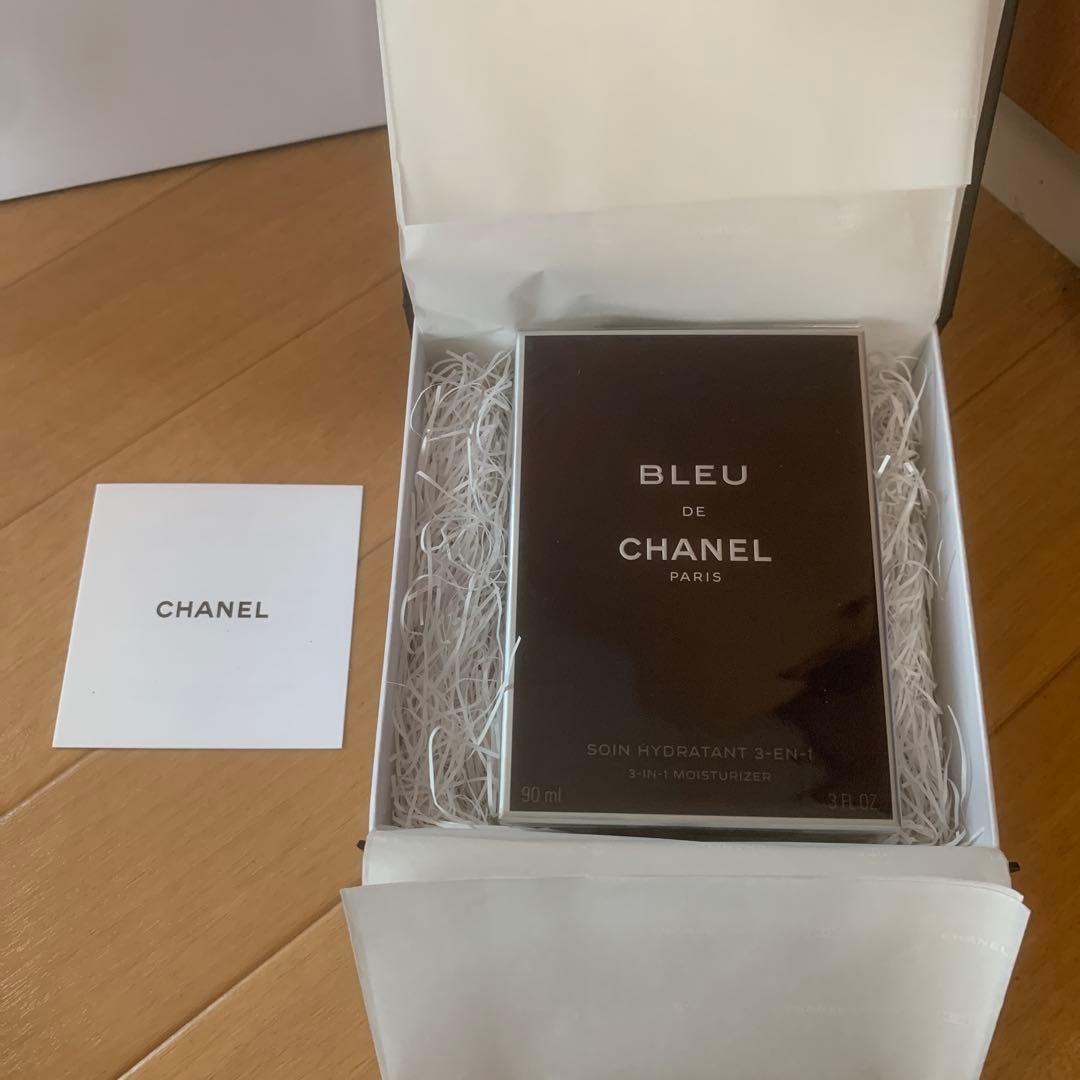 CHANEL
BLEU
DE
CHANEL
PARIS
SOIN HYDRATANT 3-EN-1
3-IN-1 MOISTURIZER
90 ml
3 FL OZ
CHANEL